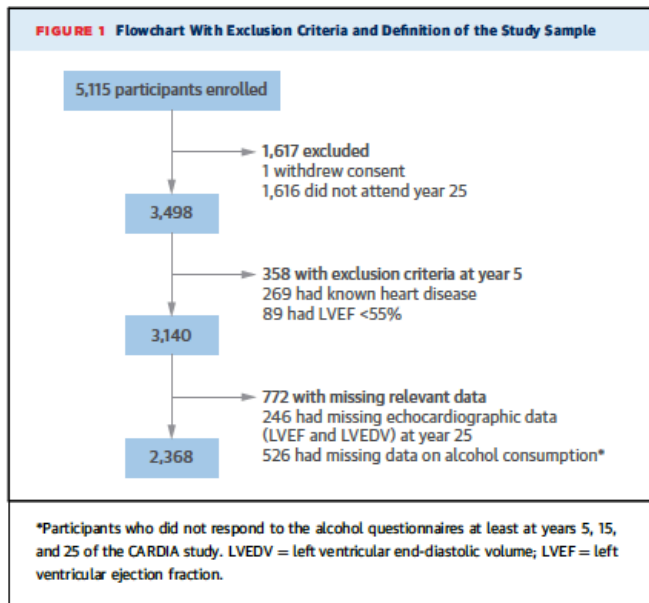 FIGURE 1 Flowchart With Exclusion Criteria and Definition of the Study Sample
5,115 participants enrolled
1,617 excluded
1 withdrew consent
1,616 did not attend year 25
3,498
358 with exclusion criteria at year 5
269 had known heart disease
89 had LVEF <55%
3,140
772 with missing relevant data
246 had missing echocardiographic data
(LVEF and LVEDV) at year 25
526 had missing data on alcohol consumption*
2,368
*Participants who did not respond to the alcohol questionnaires at least at years 5, 15,
and 25 of the CARDIA study. LVEDV = left ventricular end-diastolic volume; LVEF = left
ventricular ejection fraction.